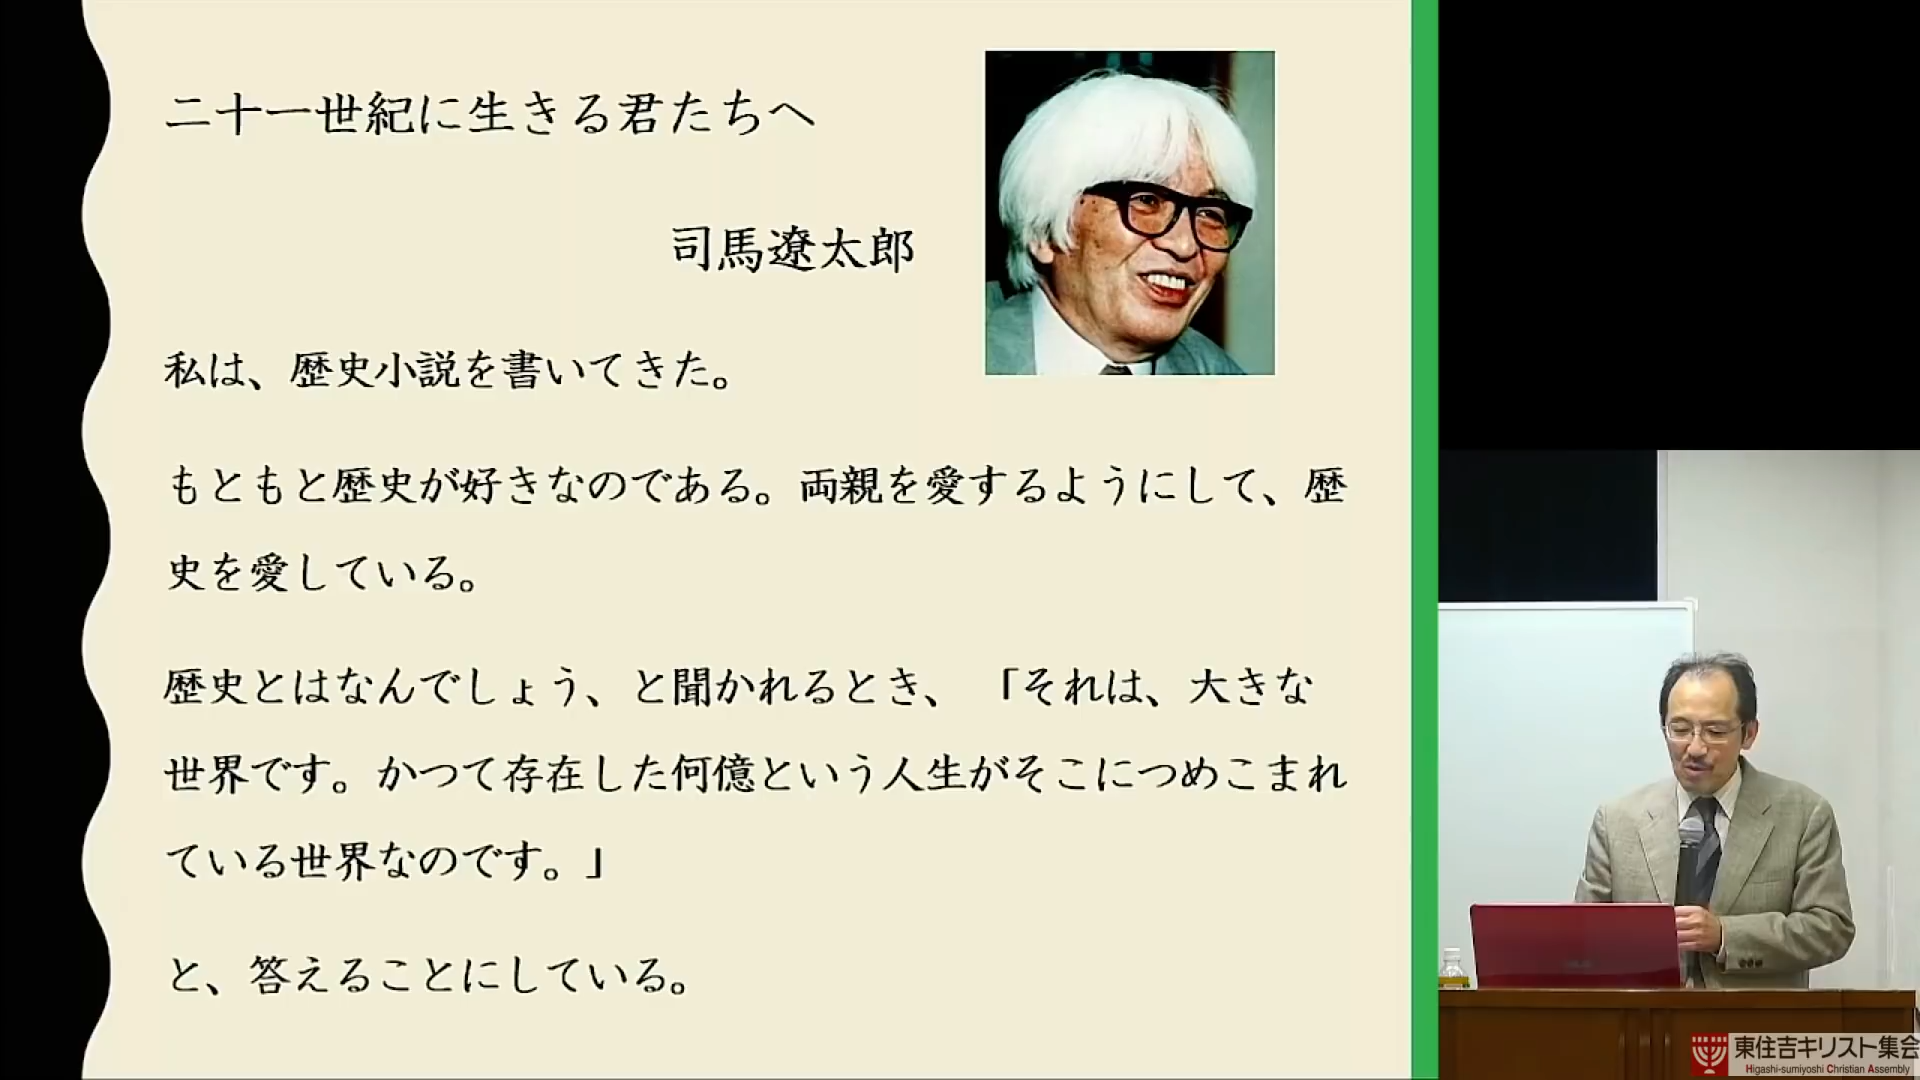 二十一世紀に生きる君たちへ
司馬遼太郎
私は、歴史小説を書いてきた。
もともと歴史が好きなのである。両親を愛するようにして、歴
史を愛している。
歴史とはなんでしょう、と聞かれるとき、「それは、大きな
世界です。かつて存在した何億という人生がそこにつめこまれ
ている世界なのです。」
と、答えることにしている。
東住吉キリスト集会
Higashi-sumiyoshi Christian Assembly